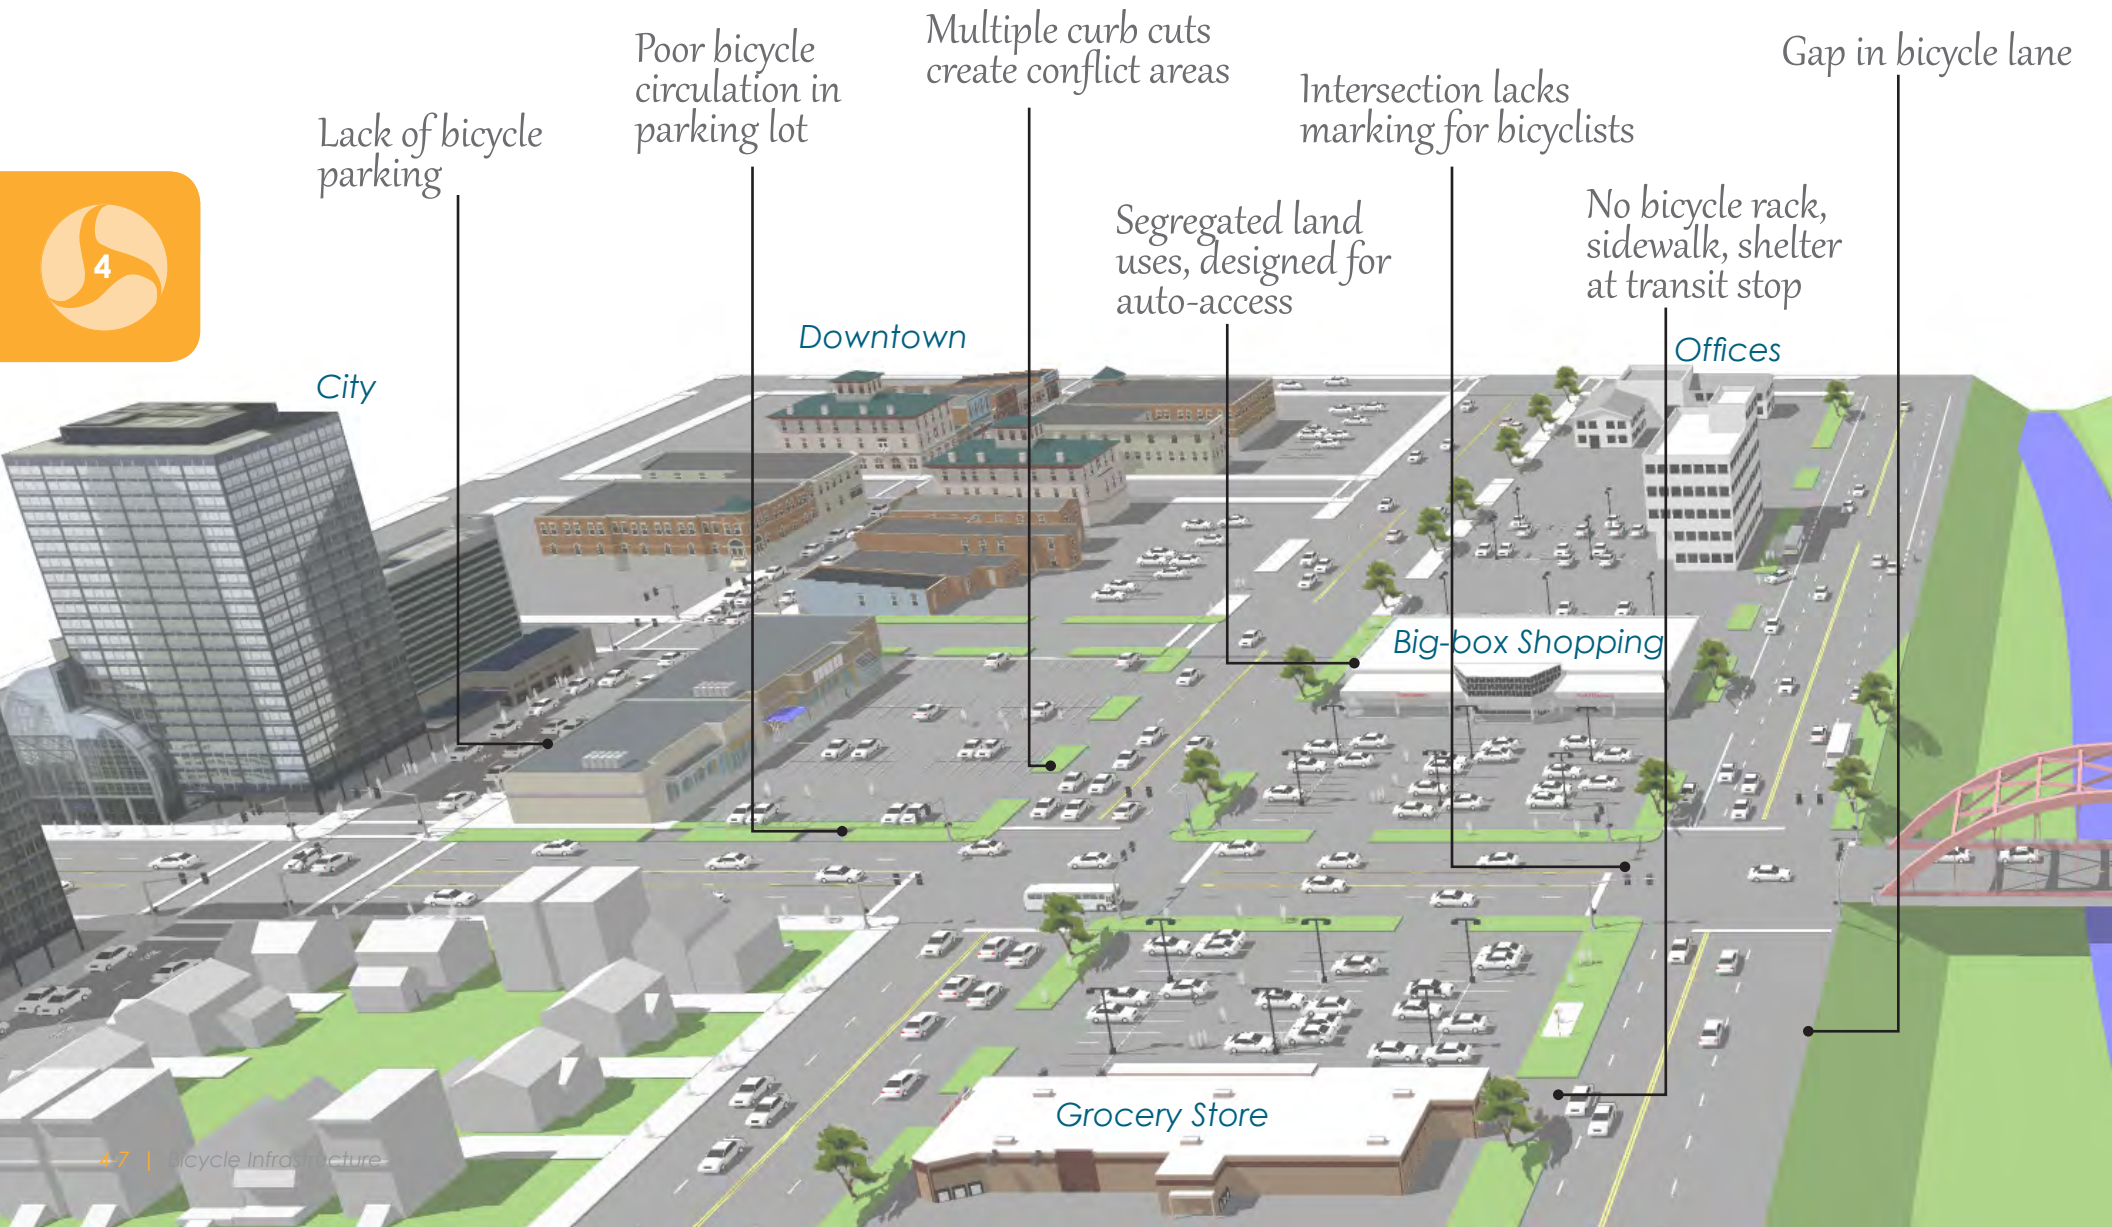 Multiple curb cuts
create conflict areas
Poor bicycle
circulation in
parking lot
Gap in bicycle lane
Intersection lacks
marking for bicyclists
Lack of bicycle
parking
No bicycle rack,
sidewalk, shelter
at transit stop
Segregated land
uses, designed for
auto-access
4
Downtown
Offices
City
Big-box Shopping
Grocery Store
4-7 | Bicycle Infrastructure